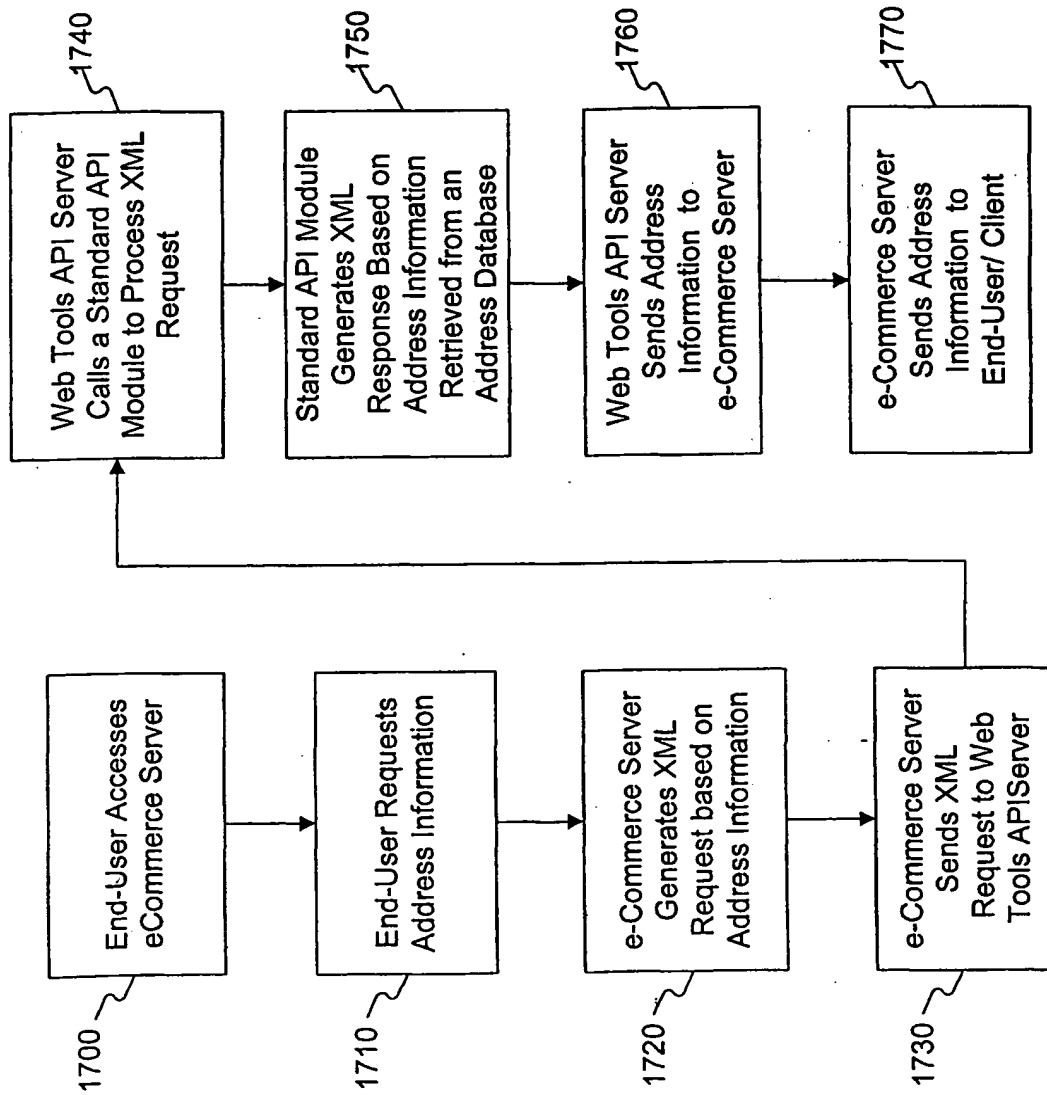 1700
End-User Accesses
eCommerce Server
1710
End-User Requests
Address Information
1720
e-Commerce Server
Generates XML
Request based on
Address Information
1730
e-Commerce Server
Sends XML
Request to Web
Tools APIServer
1740
Web Tools API Server
Calls a Standard API
Module to Process XML
Request
1750
Standard API Module
Generates XML
Response Based on
Address Information
Retrieved from an
Address Database
1760
Web Tools API Server
Sends Address
Information to
e-Commerce Server
1770
e-Commerce Server
Sends Address
Information to
End-User/ Client